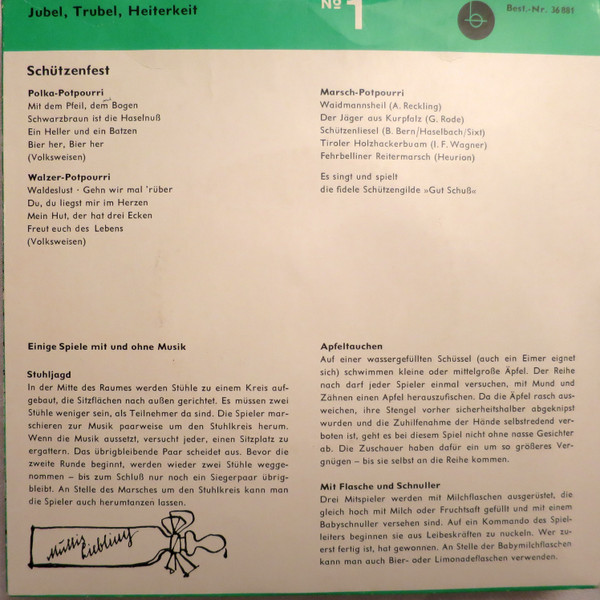 Jubel, Trubel, Heiterkeit
No 1
Best.-Nr. 36 881
Schützenfest
Polka-Potpourri
Mit dem Pfeil, dem Bogen
Schwarzbraun ist die Haselnuß
Ein Heller und ein Batzen
Bier her, Bier her
(Volksweisen)
Walzer-Potpourri
Waldeslust · Gehn wir mal 'rüber
Du, du liegst mir im Herzen
Mein Hut, der hat drei Ecken
Freut euch des Lebens
(Volksweisen)
Marsch-Potpourri
Waidmannsheil (A. Reckling)
Der Jäger aus Kurpfalz (G. Rode)
Schützenliesel (B. Bern/Haselbach/Sixt)
Tiroler Holzhackerbuam (I. F. Wagner)
Fehrbelliner Reitermarsch (Heurion)
Es singt und spielt
die fidele Schützengilde »Gut Schuß«
Einige Spiele mit und ohne Musik
Stuhljagd
In der Mitte des Raumes werden Stühle zu einem Kreis auf-
gebaut, die Sitzflächen nach außen gerichtet. Es müssen zwei
Stühle weniger sein, als Teilnehmer da sind. Die Spieler mar-
schieren zur Musik paarweise um den Stuhlkreis herum.
Wenn die Musik aussetzt, versucht jeder, einen Sitzplatz zu
ergattern. Das übrigbleibende Paar scheidet aus. Bevor die
zweite Runde beginnt, werden wieder zwei Stühle wegge-
nommen – bis zum Schluß nur noch ein Siegerpaar übrig-
bleibt. An Stelle des Marsches um den Stuhlkreis kann man
die Spieler auch herumtanzen lassen.
Muttis
Liebling
Apfeltauchen
Auf einer wassergefüllten Schüssel (auch ein Eimer eignet
sich) schwimmen kleine oder mittelgroße Äpfel. Der Reihe
nach darf jeder Spieler einmal versuchen, mit Mund und
Zähnen einen Apfel herauszufischen. Da die Äpfel rasch aus-
weichen, ihre Stengel vorher sicherheitshalber abgeknipst
wurden und die Zuhilfenahme der Hände selbstredend ver-
boten ist, geht es bei diesem Spiel nicht ohne nasse Gesichter
ab. Die Zuschauer haben dafür ein um so größeres Ver-
gnügen – bis sie selbst an die Reihe kommen.
Mit Flasche und Schnuller
Drei Mitspieler werden mit Milchflaschen ausgerüstet, die
gleich hoch mit Milch oder Fruchtsaft gefüllt und mit einem
Babyschnuller versehen sind. Auf ein Kommando des Spiel-
leiters beginnen sie aus Leibeskräften zu nuckeln. Wer zu-
erst fertig ist, hat gewonnen. An Stelle der Babymilchflaschen
kann man auch Bier- oder Limonadeflaschen verwenden.